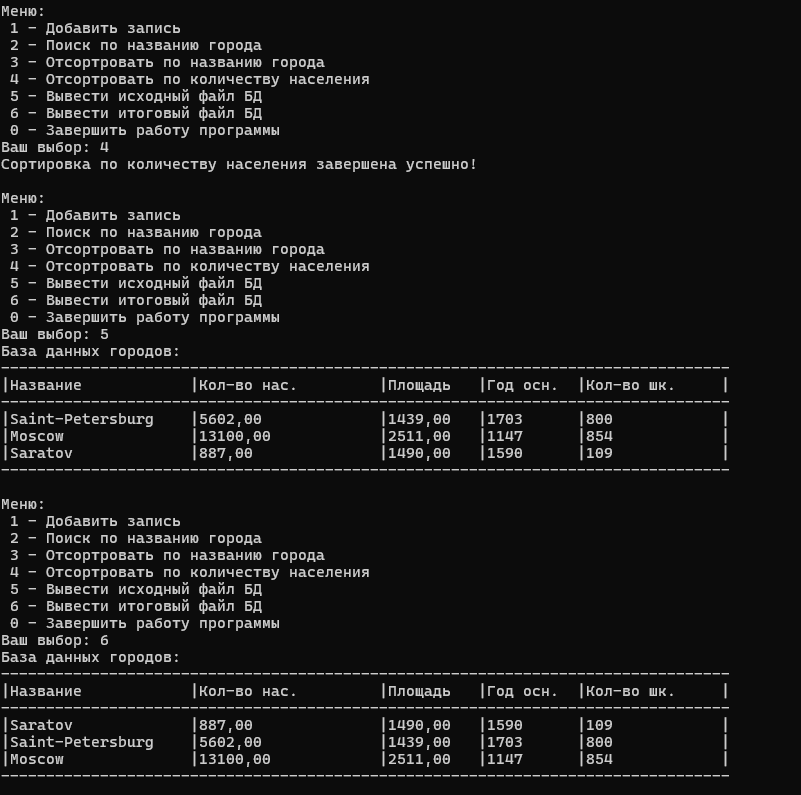 Меню:
 1 - Добавить запись
 2 - Поиск по названию города
 3 - Отсортровать по названию города
 4 - Отсортровать по количеству населения
 5 - Вывести исходный файл БД
 6 - Вывести итоговый файл БД
 0 - Завершить работу программы
Ваш выбор: 4
Сортировка по количеству населения завершена успешно!

Меню:
 1 - Добавить запись
 2 - Поиск по названию города
 3 - Отсортровать по названию города
 4 - Отсортровать по количеству населения
 5 - Вывести исходный файл БД
 6 - Вывести итоговый файл БД
 0 - Завершить работу программы
Ваш выбор: 5
База данных городов:
---------------------------------------------------------------------------------
|Название            |Кол-во нас.         |Площадь   |Год осн.  |Кол-во шк.     |
---------------------------------------------------------------------------------
|Saint-Petersburg    |5602,00             |1439,00   |1703      |800            |
|Moscow              |13100,00            |2511,00   |1147      |854            |
|Saratov             |887,00              |1490,00   |1590      |109            |
---------------------------------------------------------------------------------

Меню:
 1 - Добавить запись
 2 - Поиск по названию города
 3 - Отсортровать по названию города
 4 - Отсортровать по количеству населения
 5 - Вывести исходный файл БД
 6 - Вывести итоговый файл БД
 0 - Завершить работу программы
Ваш выбор: 6
База данных городов:
---------------------------------------------------------------------------------
|Название            |Кол-во нас.         |Площадь   |Год осн.  |Кол-во шк.     |
---------------------------------------------------------------------------------
|Saratov             |887,00              |1490,00   |1590      |109            |
|Saint-Petersburg    |5602,00             |1439,00   |1703      |800            |
|Moscow              |13100,00            |2511,00   |1147      |854            |
---------------------------------------------------------------------------------